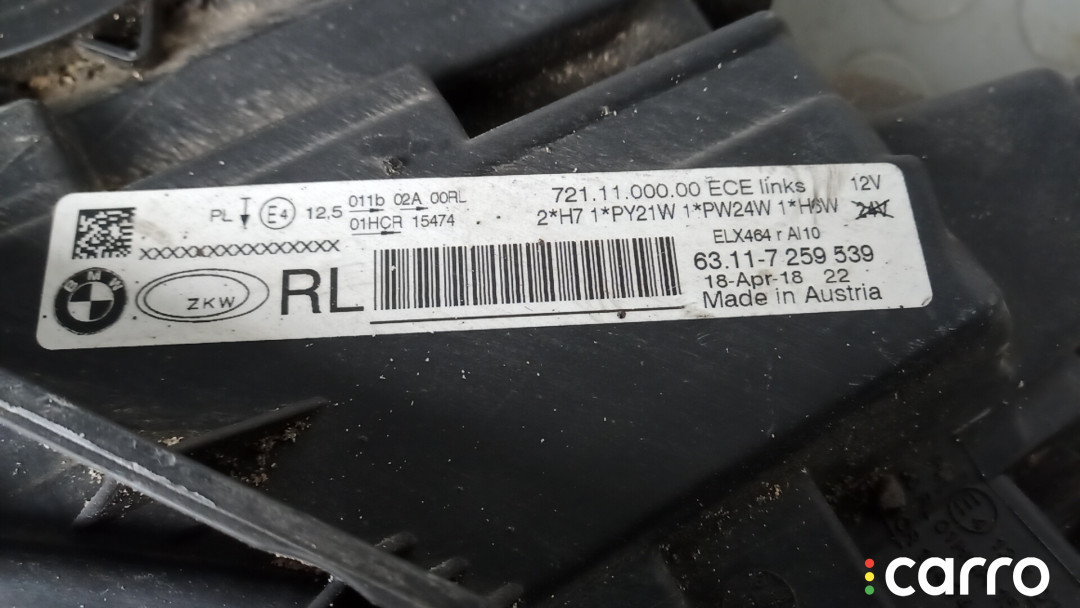 PL E4 12,5 011b 02A 00RL
01HCR 15474
721.11.000.00 ECE links 12V
2*H7 1*PY21W 1*PW24W 1*H6W 24V
XXXXXXXXXXXXXXXX
ELX464 r Al10
BMW ZKW RL 63.11-7 259 539
18-Apr-18 22
Made in Austria
carro